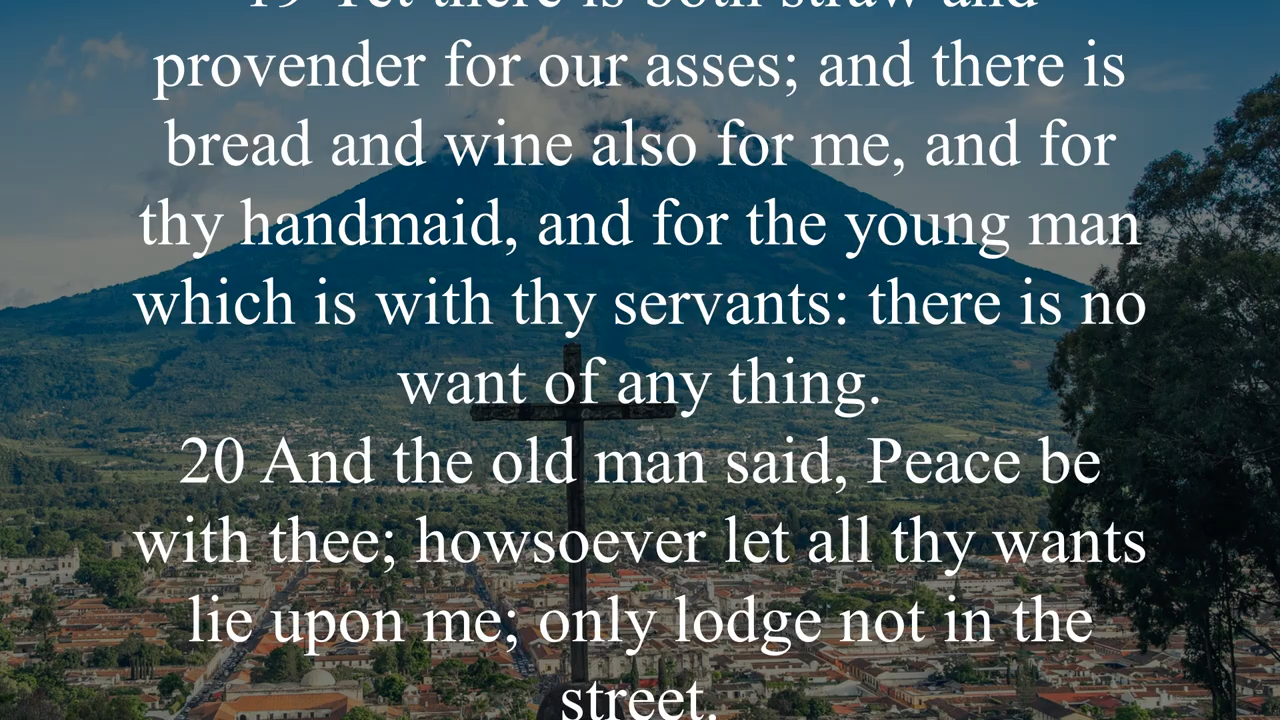 19 Yet there is both straw and
provender for our asses; and there is
bread and wine also for me, and for
thy handmaid, and for the young man
which is with thy servants: there is no
want of any thing.
20 And the old man said, Peace be
with thee; howsoever let all thy wants
lie upon me; only lodge not in the
street.